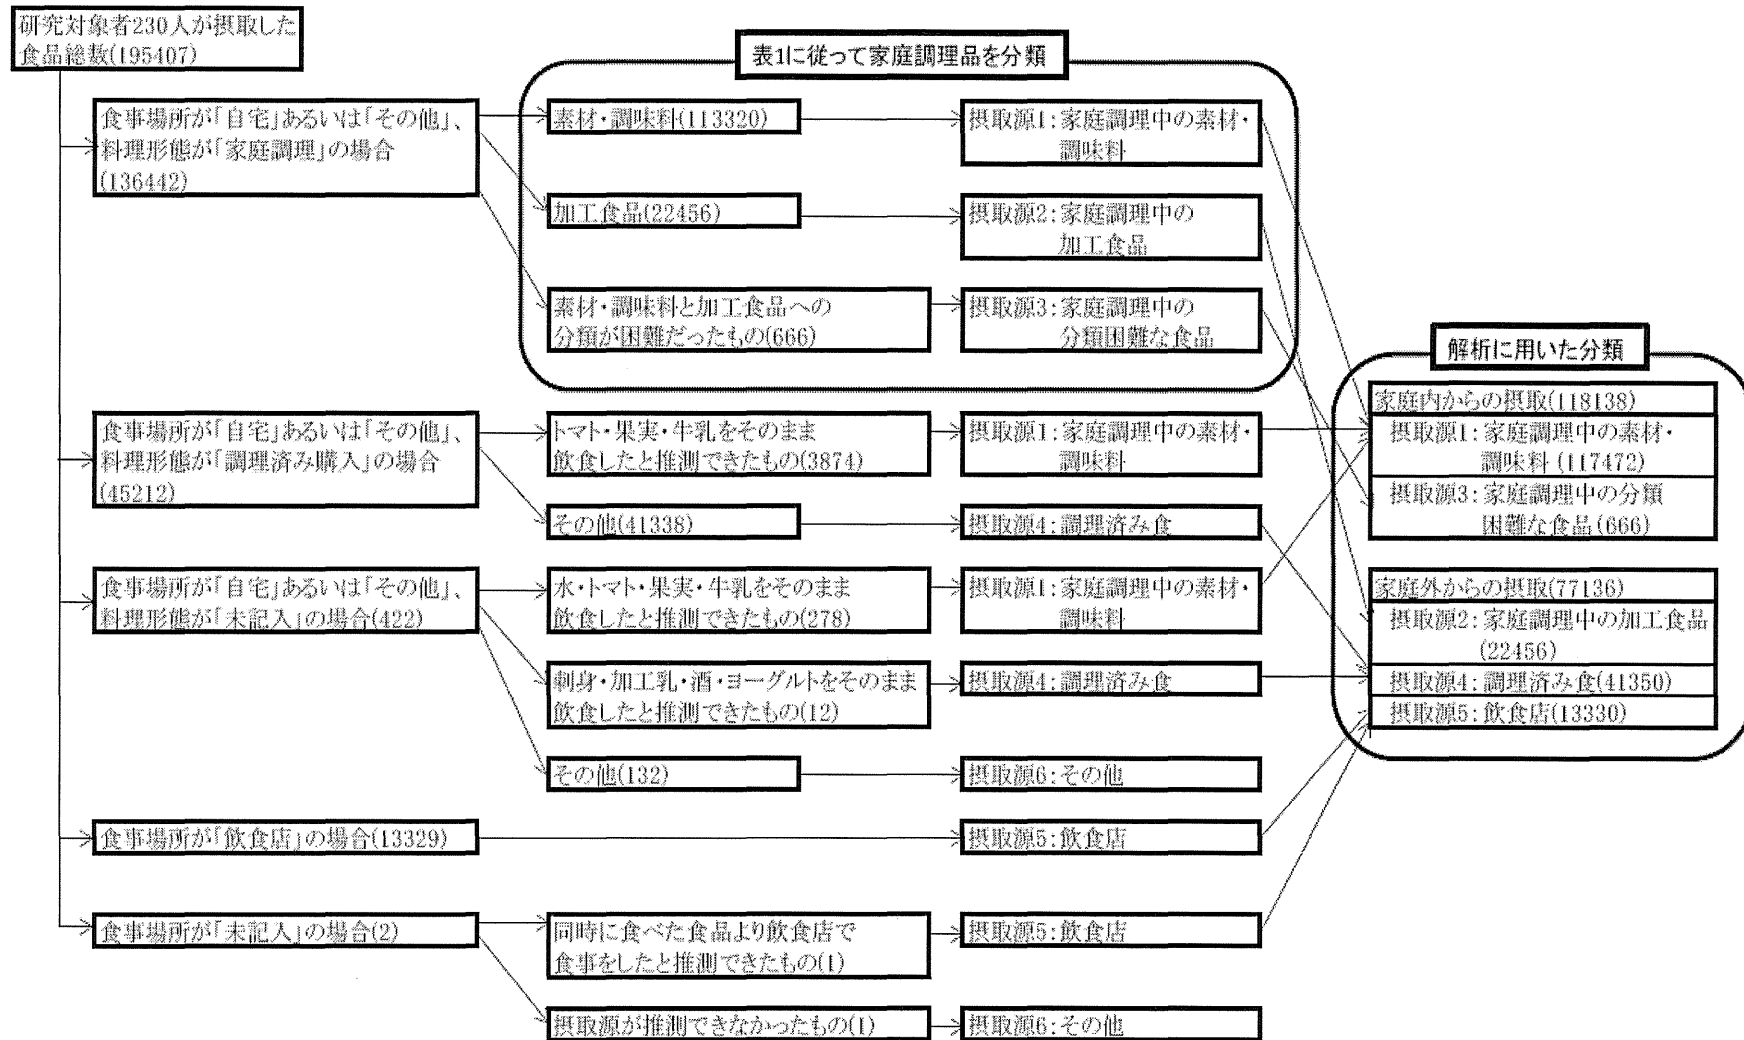 研究対象者230人が摂取した
食品総数(195407)
表1に従って家庭調理品を分類
食事場所が「自宅」あるいは「その他」、
料理形態が「家庭調理」の場合
(136442)
素材・調味料(113320)
摂取源1:家庭調理中の素材・
調味料
加工食品(22456)
摂取源2:家庭調理中の
加工食品
素材・調味料と加工食品への
分類が困難だったもの(666)
摂取源3:家庭調理中の
分類困難な食品
食事場所が「自宅」あるいは「その他」、
料理形態が「調理済み購入」の場合
(45212)
トマト・果実・牛乳をそのまま
飲食したと推測できたもの(3874)
摂取源1:家庭調理中の素材・
調味料
その他(41338)
摂取源4:調理済み食
食事場所が「自宅」あるいは「その他」、
料理形態が「未記入」の場合(422)
水・トマト・果実・牛乳をそのまま
飲食したと推測できたもの(278)
摂取源1:家庭調理中の素材・
調味料
刺身・加工乳・酒・ヨーグルトをそのまま
飲食したと推測できたもの(12)
摂取源4:調理済み食
その他(132)
摂取源6:その他
食事場所が「飲食店」の場合(13329)
摂取源5:飲食店
食事場所が「未記入」の場合(2)
同時に食べた食品より飲食店で
食事をしたと推測できたもの(1)
摂取源5:飲食店
摂取源が推測できなかったもの(1)
摂取源6:その他
解析に用いた分類
家庭内からの摂取(118138)
摂取源1:家庭調理中の素材・
調味料(117472)
摂取源3:家庭調理中の分類
困難な食品(666)
家庭外からの摂取(77136)
摂取源2:家庭調理中の加工食品
(22456)
摂取源4:調理済み食(41350)
摂取源5:飲食店(13330)